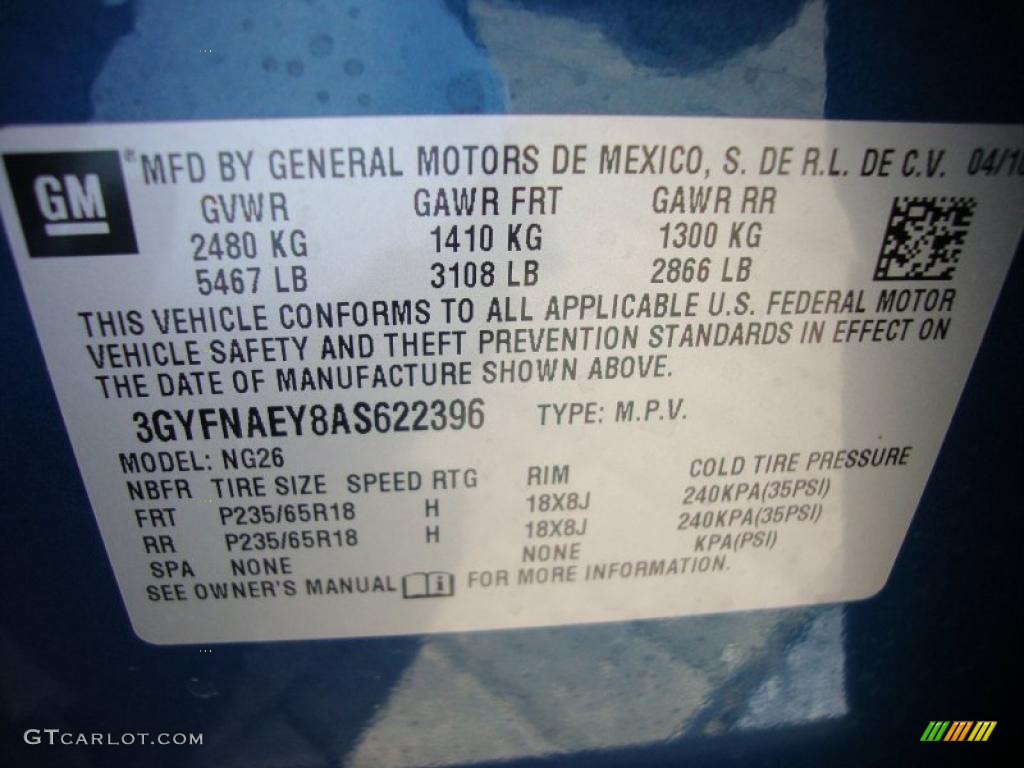 GM
® MFD BY GENERAL MOTORS DE MEXICO, S. DE R.L. DE C.V. 04/10
GVWR GAWR FRT GAWR RR
2480 KG 1410 KG 1300 KG
5467 LB 3108 LB 2866 LB
THIS VEHICLE CONFORMS TO ALL APPLICABLE U.S. FEDERAL MOTOR
VEHICLE SAFETY AND THEFT PREVENTION STANDARDS IN EFFECT ON
THE DATE OF MANUFACTURE SHOWN ABOVE.
3GYFNAEY8AS622396 TYPE: M.P.V.
MODEL: NG26
NBFR TIRE SIZE SPEED RTG RIM COLD TIRE PRESSURE
FRT P235/65R18 H 18X8J 240KPA(35PSI)
RR P235/65R18 H 18X8J 240KPA(35PSI)
SPA NONE NONE KPA(PSI)
SEE OWNER'S MANUAL i FOR MORE INFORMATION.
GTCARLOT.COM